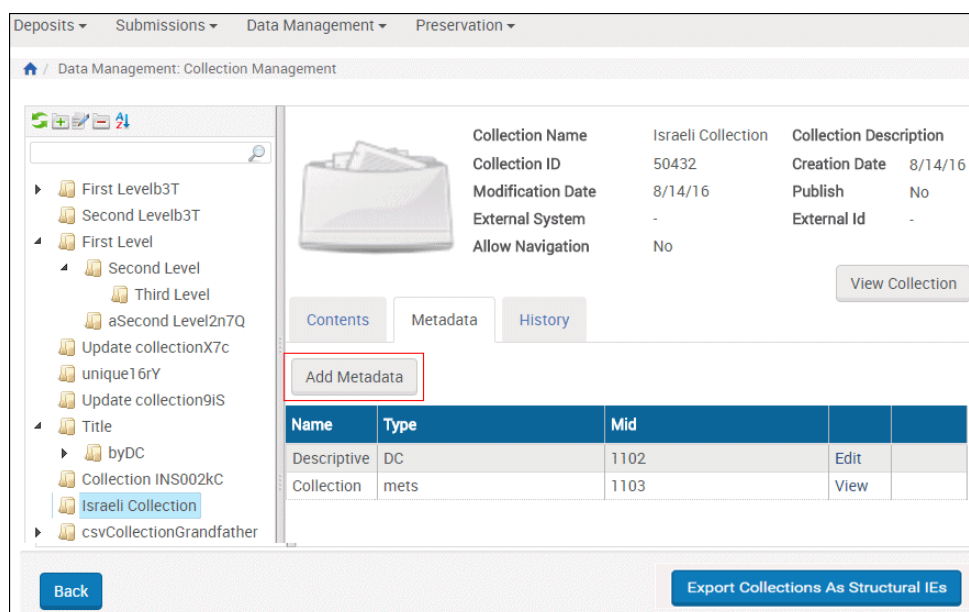 Deposits Submissions Data Management Preservation
/ Data Management: Collection Management
First Levelb3T
Second Levelb3T
First Level
Second Level
Third Level
aSecond Level2n7Q
Update collectionX7c
unique16rY
Update collection9iS
Title
byDC
Collection INS002kC
Israeli Collection
csvCollectionGrandfather
Collection Name Israeli Collection Collection Description
Collection ID 50432 Creation Date 8/14/16
Modification Date 8/14/16 Publish No
External System - External Id -
Allow Navigation No
View Collection
Contents Metadata History
Add Metadata
Name Type Mid
Descriptive DC 1102 Edit
Collection mets 1103 View
Back Export Collections As Structural IEs